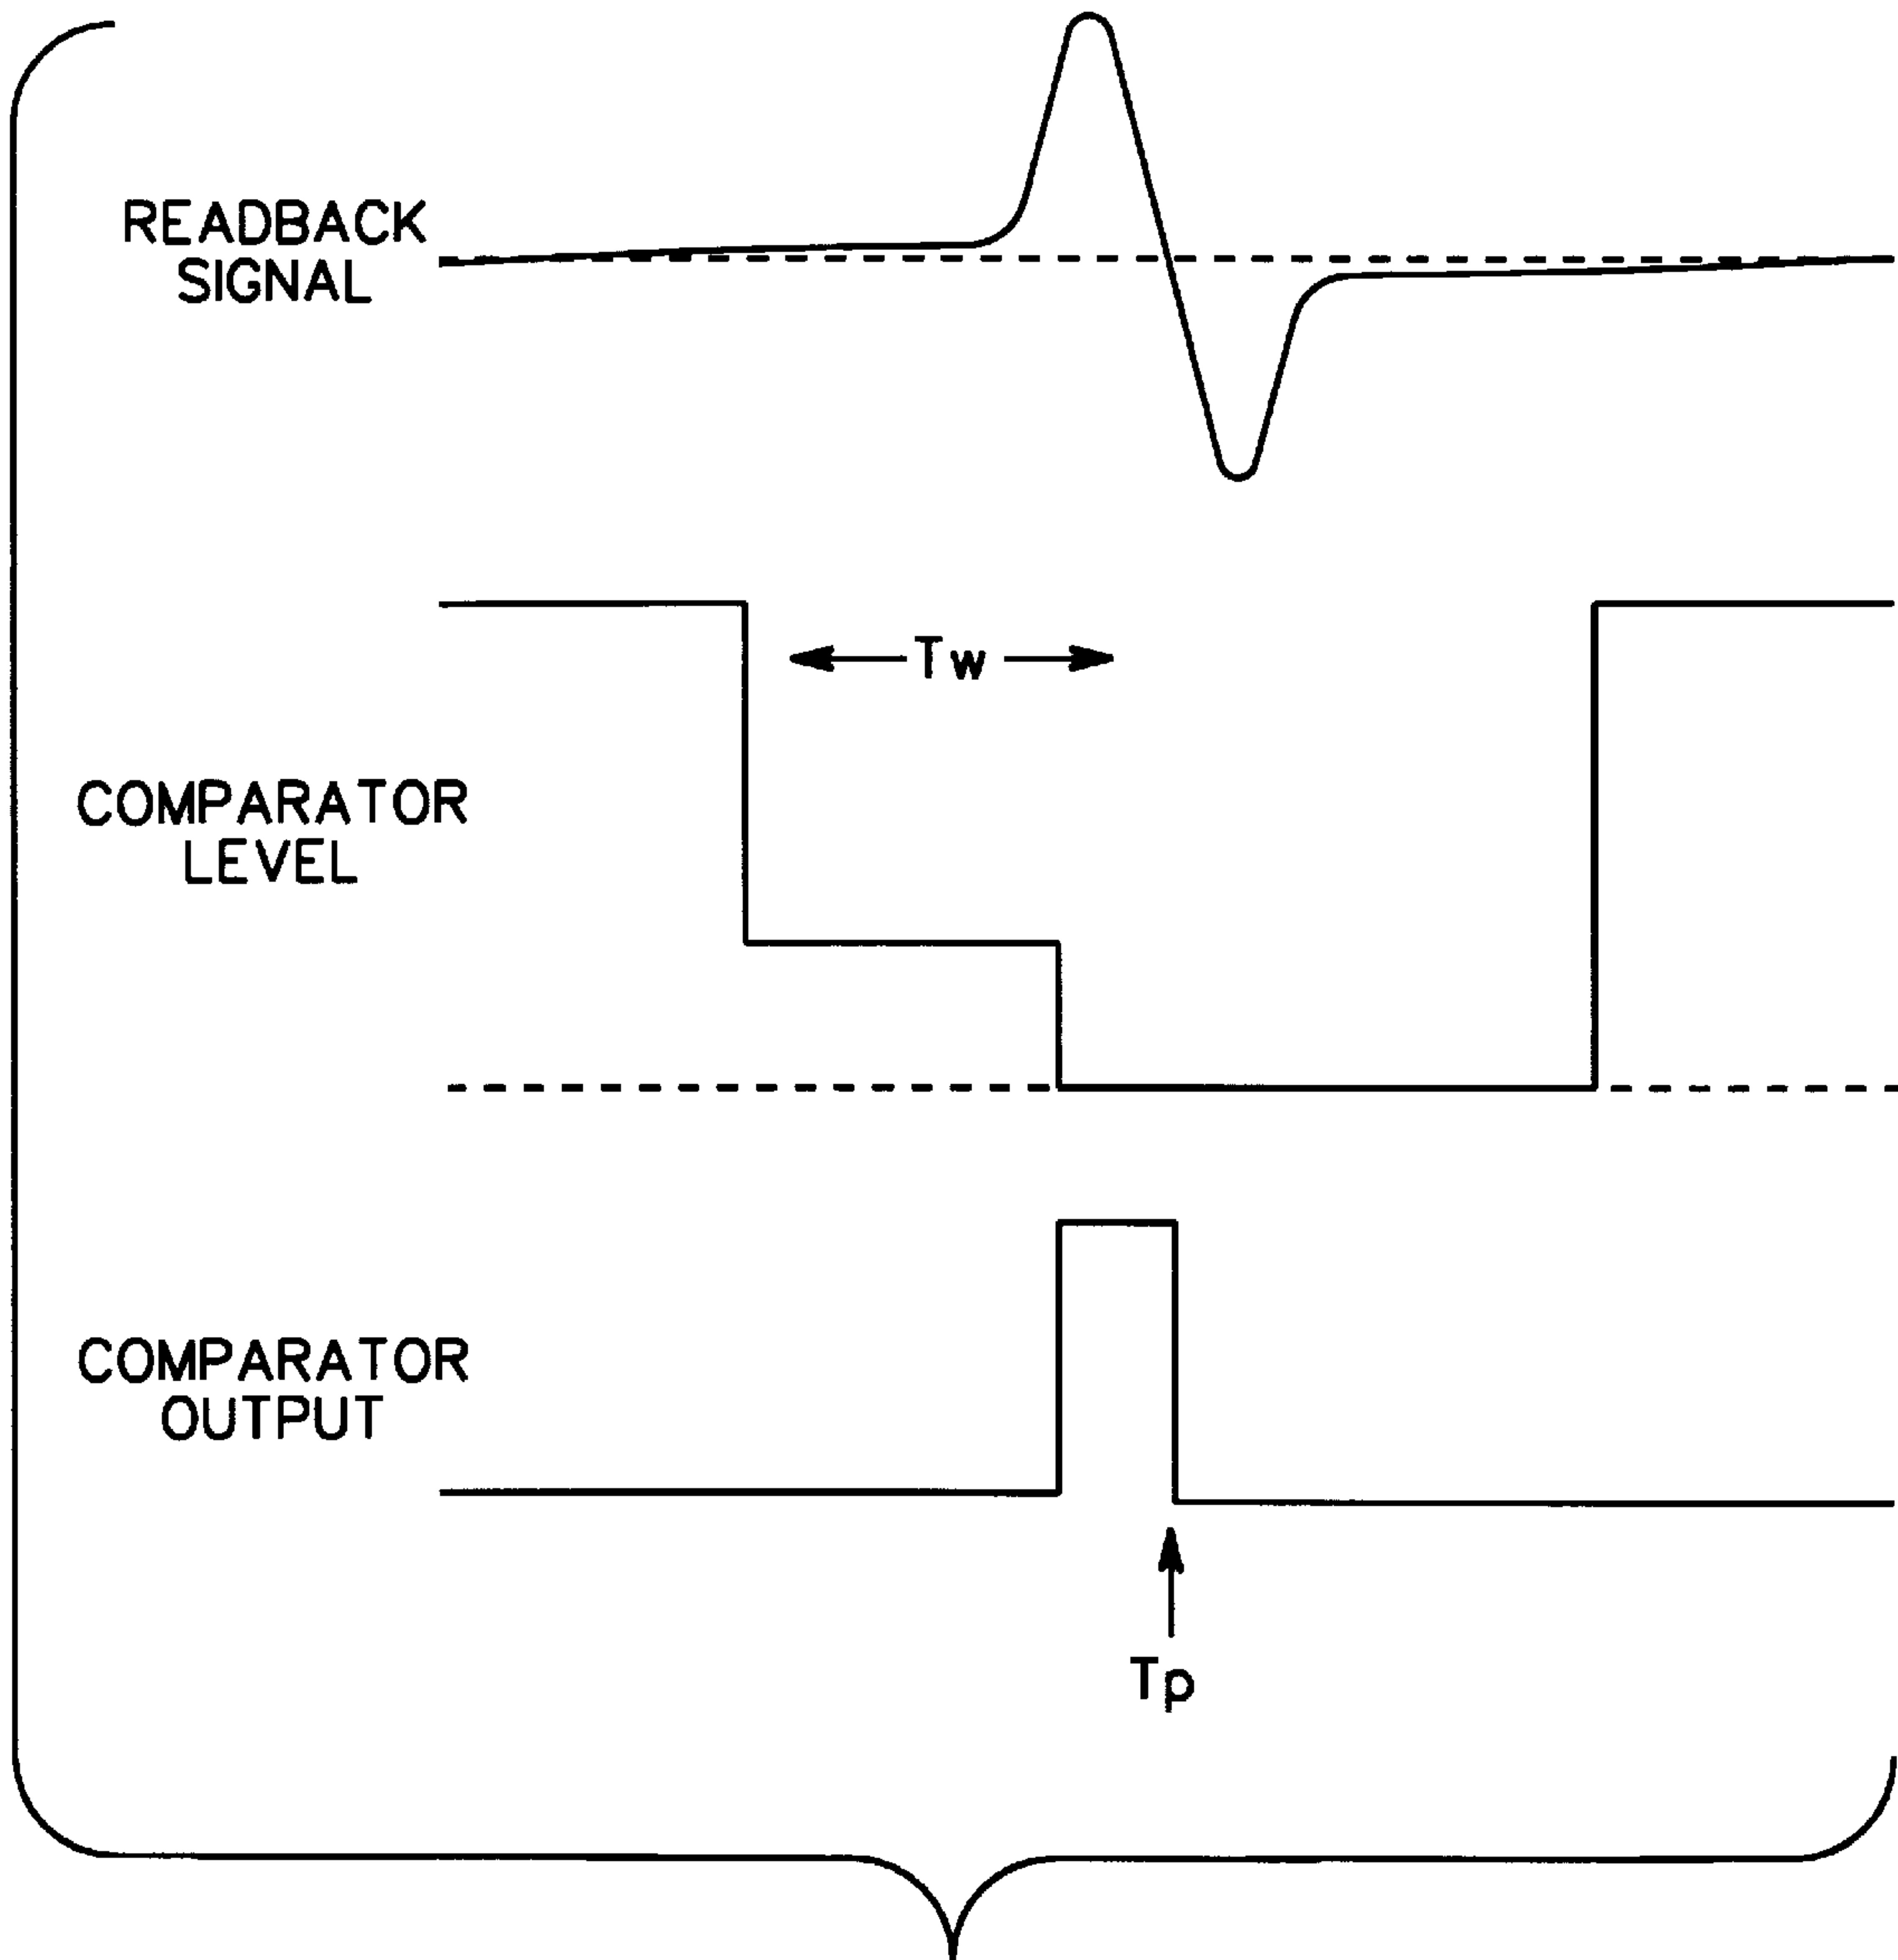 READBACK
SIGNAL
Tw
COMPARATOR
LEVEL
COMPARATOR
OUTPUT
Tp